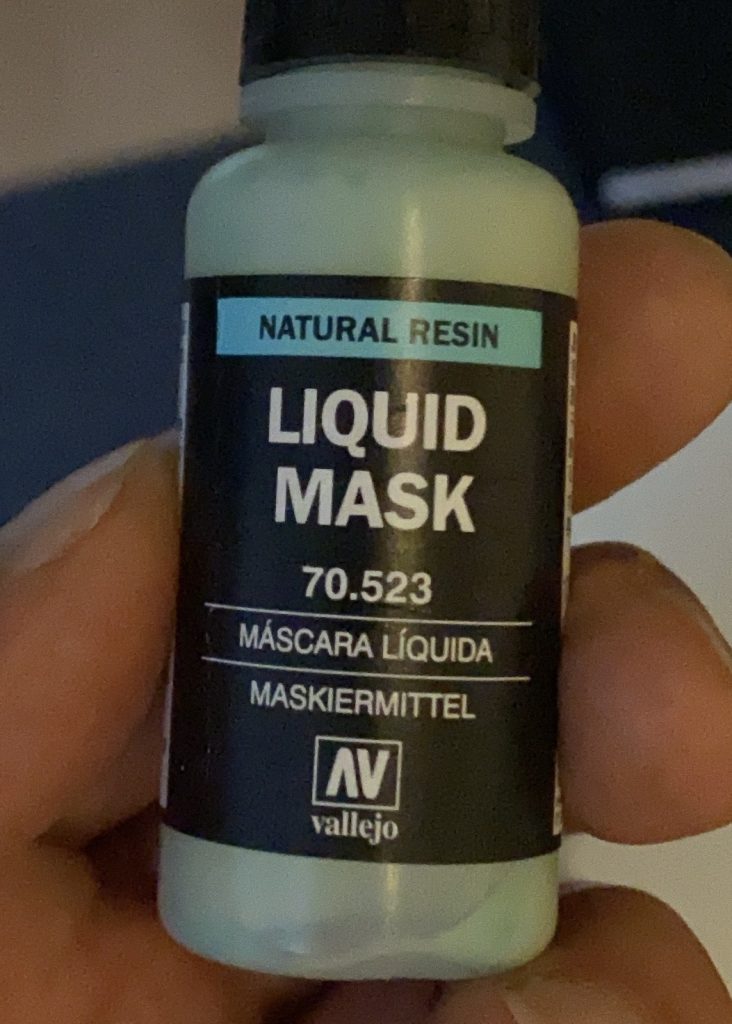 NATURAL RESIN
LIQUID
MASK
70.523
MÁSCARA LÍQUIDA
MASKIERMITTEL
AV
vallejo